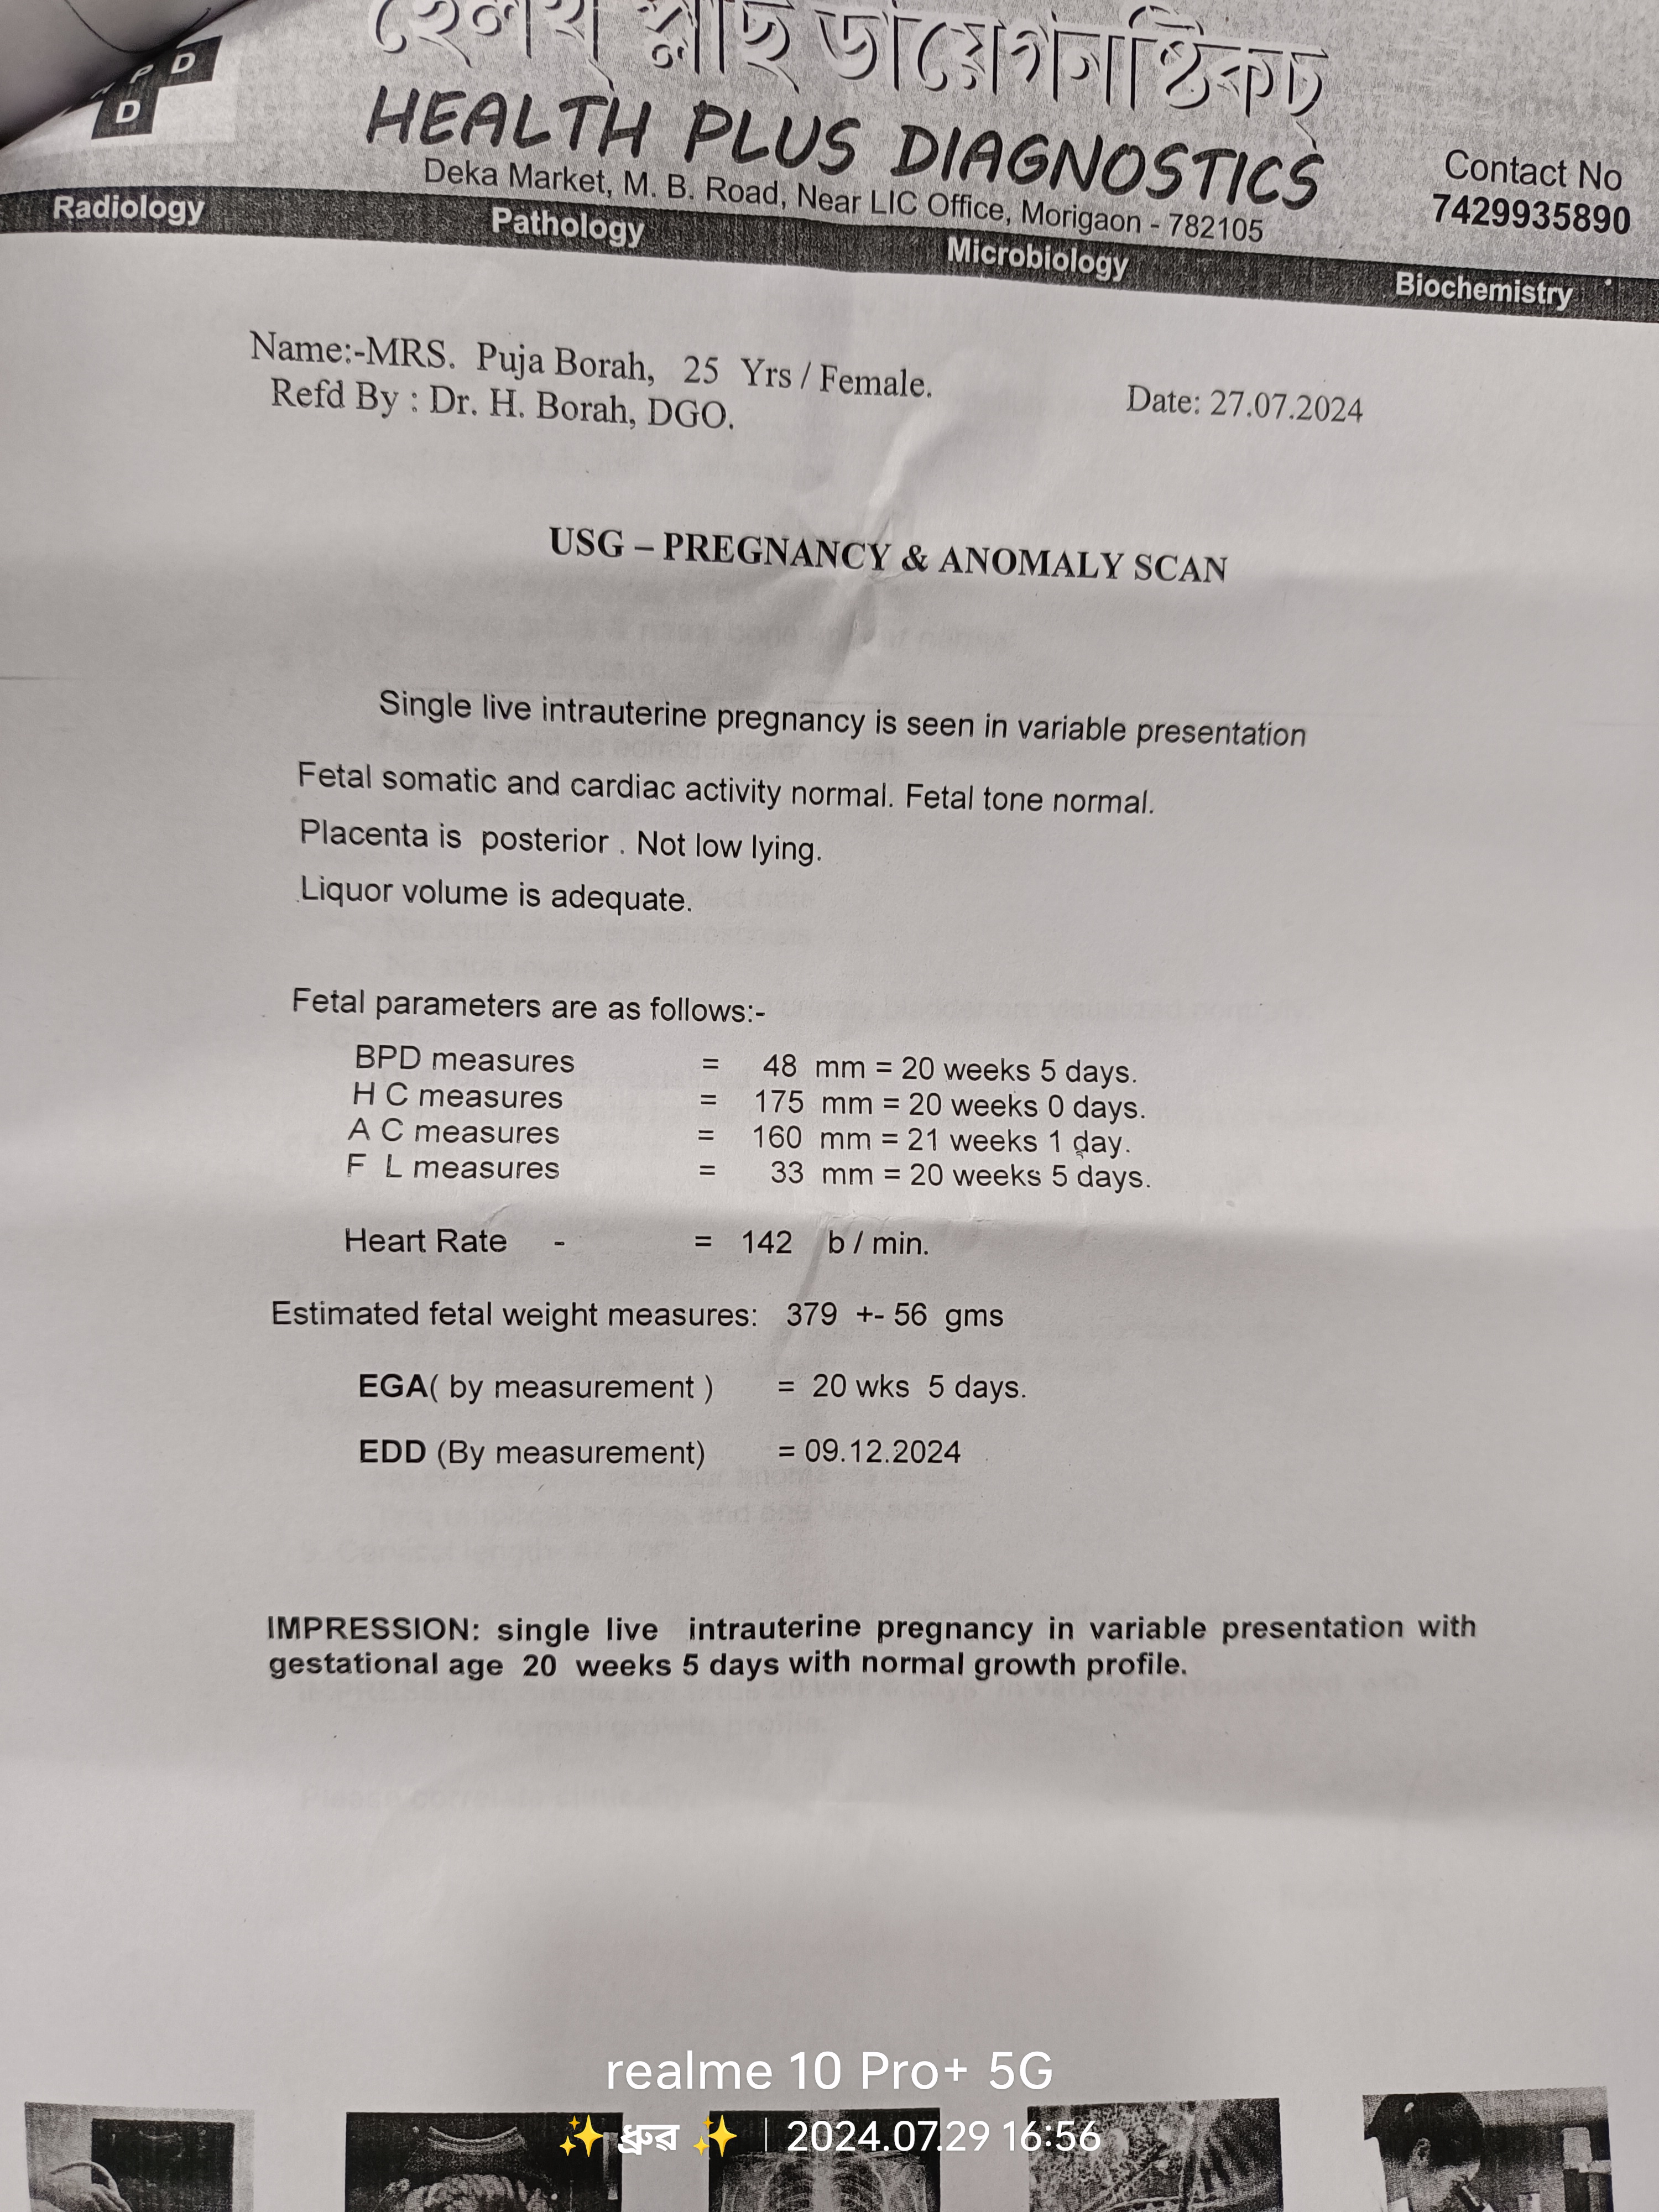 হেলথ প্লাছ ডায়েগনষ্টিকচ্
P D
D
HEALTH PLUS DIAGNOSTICS
Deka Market, M. B. Road, Near LIC Office, Morigaon - 782105
Contact No
7429935890
Radiology Pathology Microbiology Biochemistry
Name:-MRS. Puja Borah, 25 Yrs / Female.
Refd By : Dr. H. Borah, DGO.
Date: 27.07.2024
USG – PREGNANCY & ANOMALY SCAN
Single live intrauterine pregnancy is seen in variable presentation
Fetal somatic and cardiac activity normal. Fetal tone normal.
Placenta is posterior . Not low lying.
Liquor volume is adequate.
Fetal parameters are as follows:-
BPD measures = 48 mm = 20 weeks 5 days.
H C measures = 175 mm = 20 weeks 0 days.
A C measures = 160 mm = 21 weeks 1 day.
F L measures = 33 mm = 20 weeks 5 days.
Heart Rate - = 142 b / min.
Estimated fetal weight measures: 379 +- 56 gms
EGA( by measurement ) = 20 wks 5 days.
EDD (By measurement) = 09.12.2024
IMPRESSION: single live intrauterine pregnancy in variable presentation with
gestational age 20 weeks 5 days with normal growth profile.
realme 10 Pro+ 5G
✨ ধ্ৰুৱ ✨ | 2024.07.29 16:56